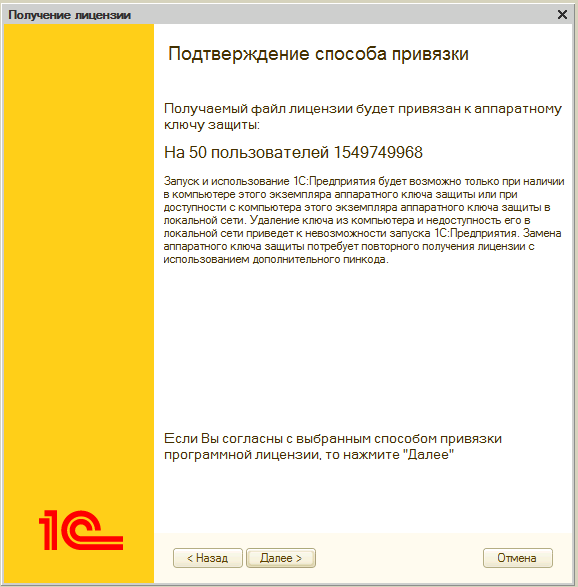 Получение лицензии
Подтверждение способа привязки
Получаемый файл лицензии будет привязан к аппаратному
ключу защиты:
На 50 пользователей 1549749968
Запуск и использование 1С:Предприятия будет возможно только при наличии
в компьютере этого экземпляра аппаратного ключа защиты или при
доступности с компьютера этого экземпляра аппаратного ключа защиты в
локальной сети. Удаление ключа из компьютера и недоступность его в
локальной сети приведет к невозможности запуска 1С:Предприятия. Замена
аппаратного ключа защиты потребует повторного получения лицензии с
использованием дополнительного пинкода.
Если Вы согласны с выбранным способом привязки
программной лицензии, то нажмите "Далее"
1С
< Назад Далее > Отмена